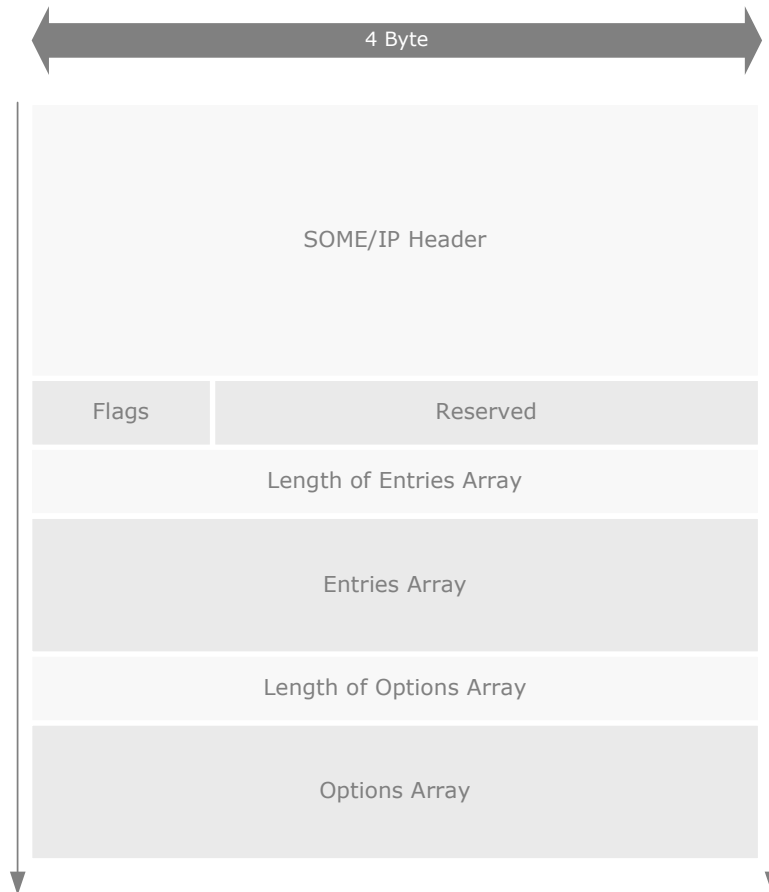 4 Byte
SOME/IP Header
Flags Reserved
Length of Entries Array
Entries Array
Length of Options Array
Options Array